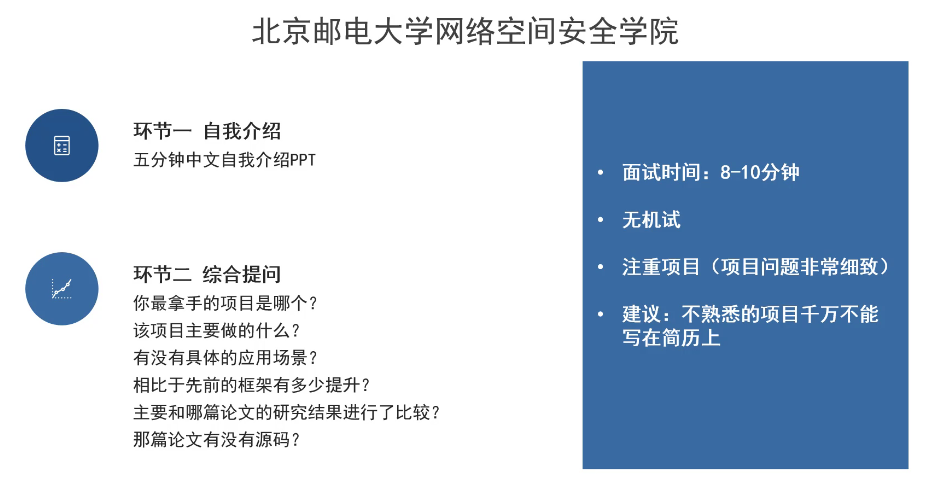 北京邮电大学网络空间安全学院
环节一 自我介绍
五分钟中文自我介绍PPT
环节二 综合提问
你最拿手的项目是哪个？
该项目主要做的什么？
有没有具体的应用场景？
相比于先前的框架有多少提升？
主要和哪篇论文的研究结果进行了比较？
那篇论文有没有源码？
• 面试时间：8-10分钟
• 无机试
• 注重项目（项目问题非常细致）
• 建议：不熟悉的项目千万不能
写在简历上